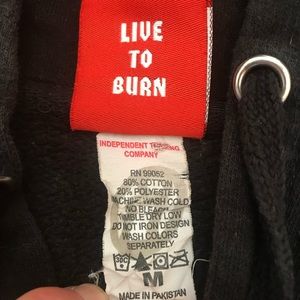 LIVE
TO
BURN
INDEPENDENT TRADING
COMPANY
RN 99052
80% COTTON
20% POLYESTER
MACHINE WASH COLD
NO BLEACH
TUMBLE DRY LOW
DO NOT IRON DESIGN
WASH COLORS
SEPARATELY
M
MADE IN PAKISTAN